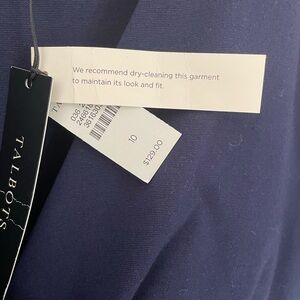 We recommend dry-cleaning this garment
to maintain its look and fit.
10
$129.00
TALBOTS